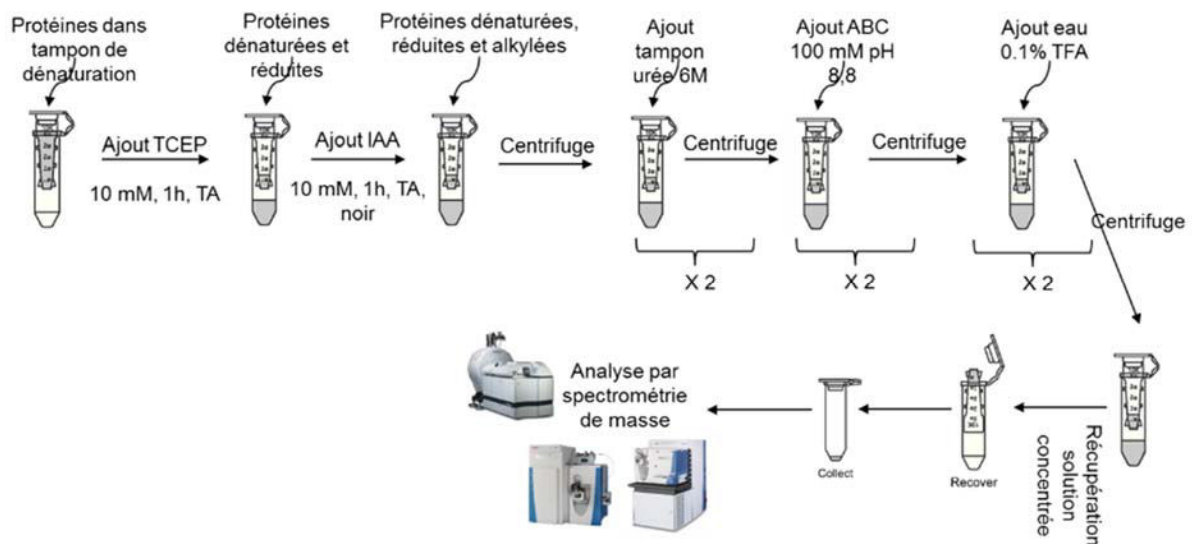 Protéines dans
tampon de
dénaturation
Protéines
dénaturées et
réduites
Protéines dénaturées,
réduites et alkylées
Ajout
tampon
urée 6M
Ajout ABC
100 mM pH
8,8
Ajout eau
0.1% TFA
Ajout TCEP
10 mM, 1h, TA
Ajout IAA
10 mM, 1h, TA,
noir
Centrifuge
Centrifuge
Centrifuge
Centrifuge
X 2
X 2
X 2
Récupération
solution
concentrée
Recover
Collect
Analyse par
spectrométrie
de masse